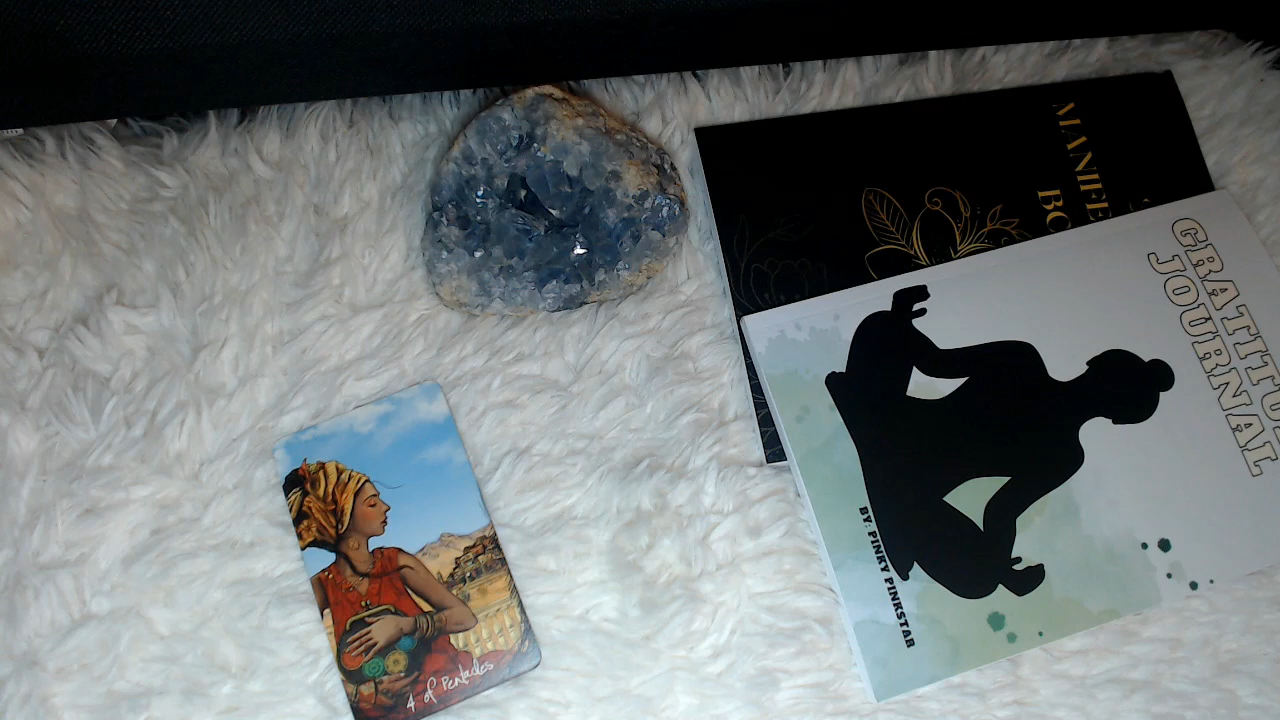 GRATITU
JOURNAL
BY: PINKY PINKSTAR
MANIFE
BO
4 of Pentacles